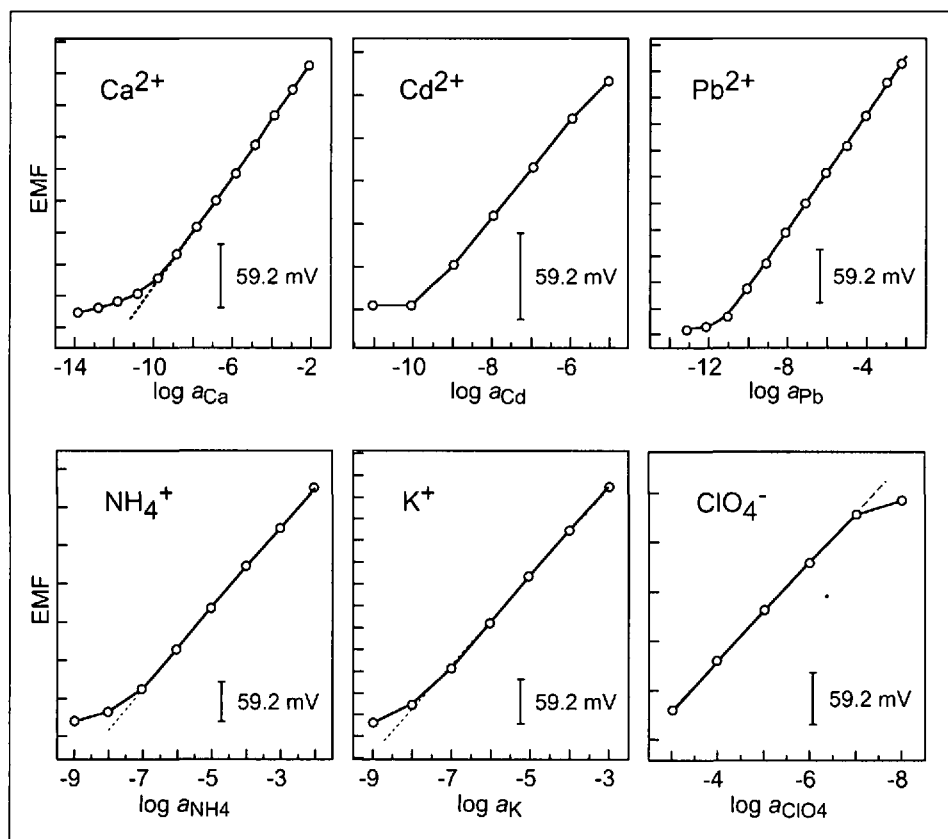 Ca2+
EMF
59.2 mV
-14 -10 -6 -2
log aCa
Cd2+
59.2 mV
-10 -8 -6
log aCd
Pb2+
59.2 mV
-12 -8 -4
log aPb
NH4+
EMF
59.2 mV
-9 -7 -5 -3
log aNH4
K+
59.2 mV
-9 -7 -5 -3
log aK
ClO4-
59.2 mV
-4 -6 -8
log aClO4